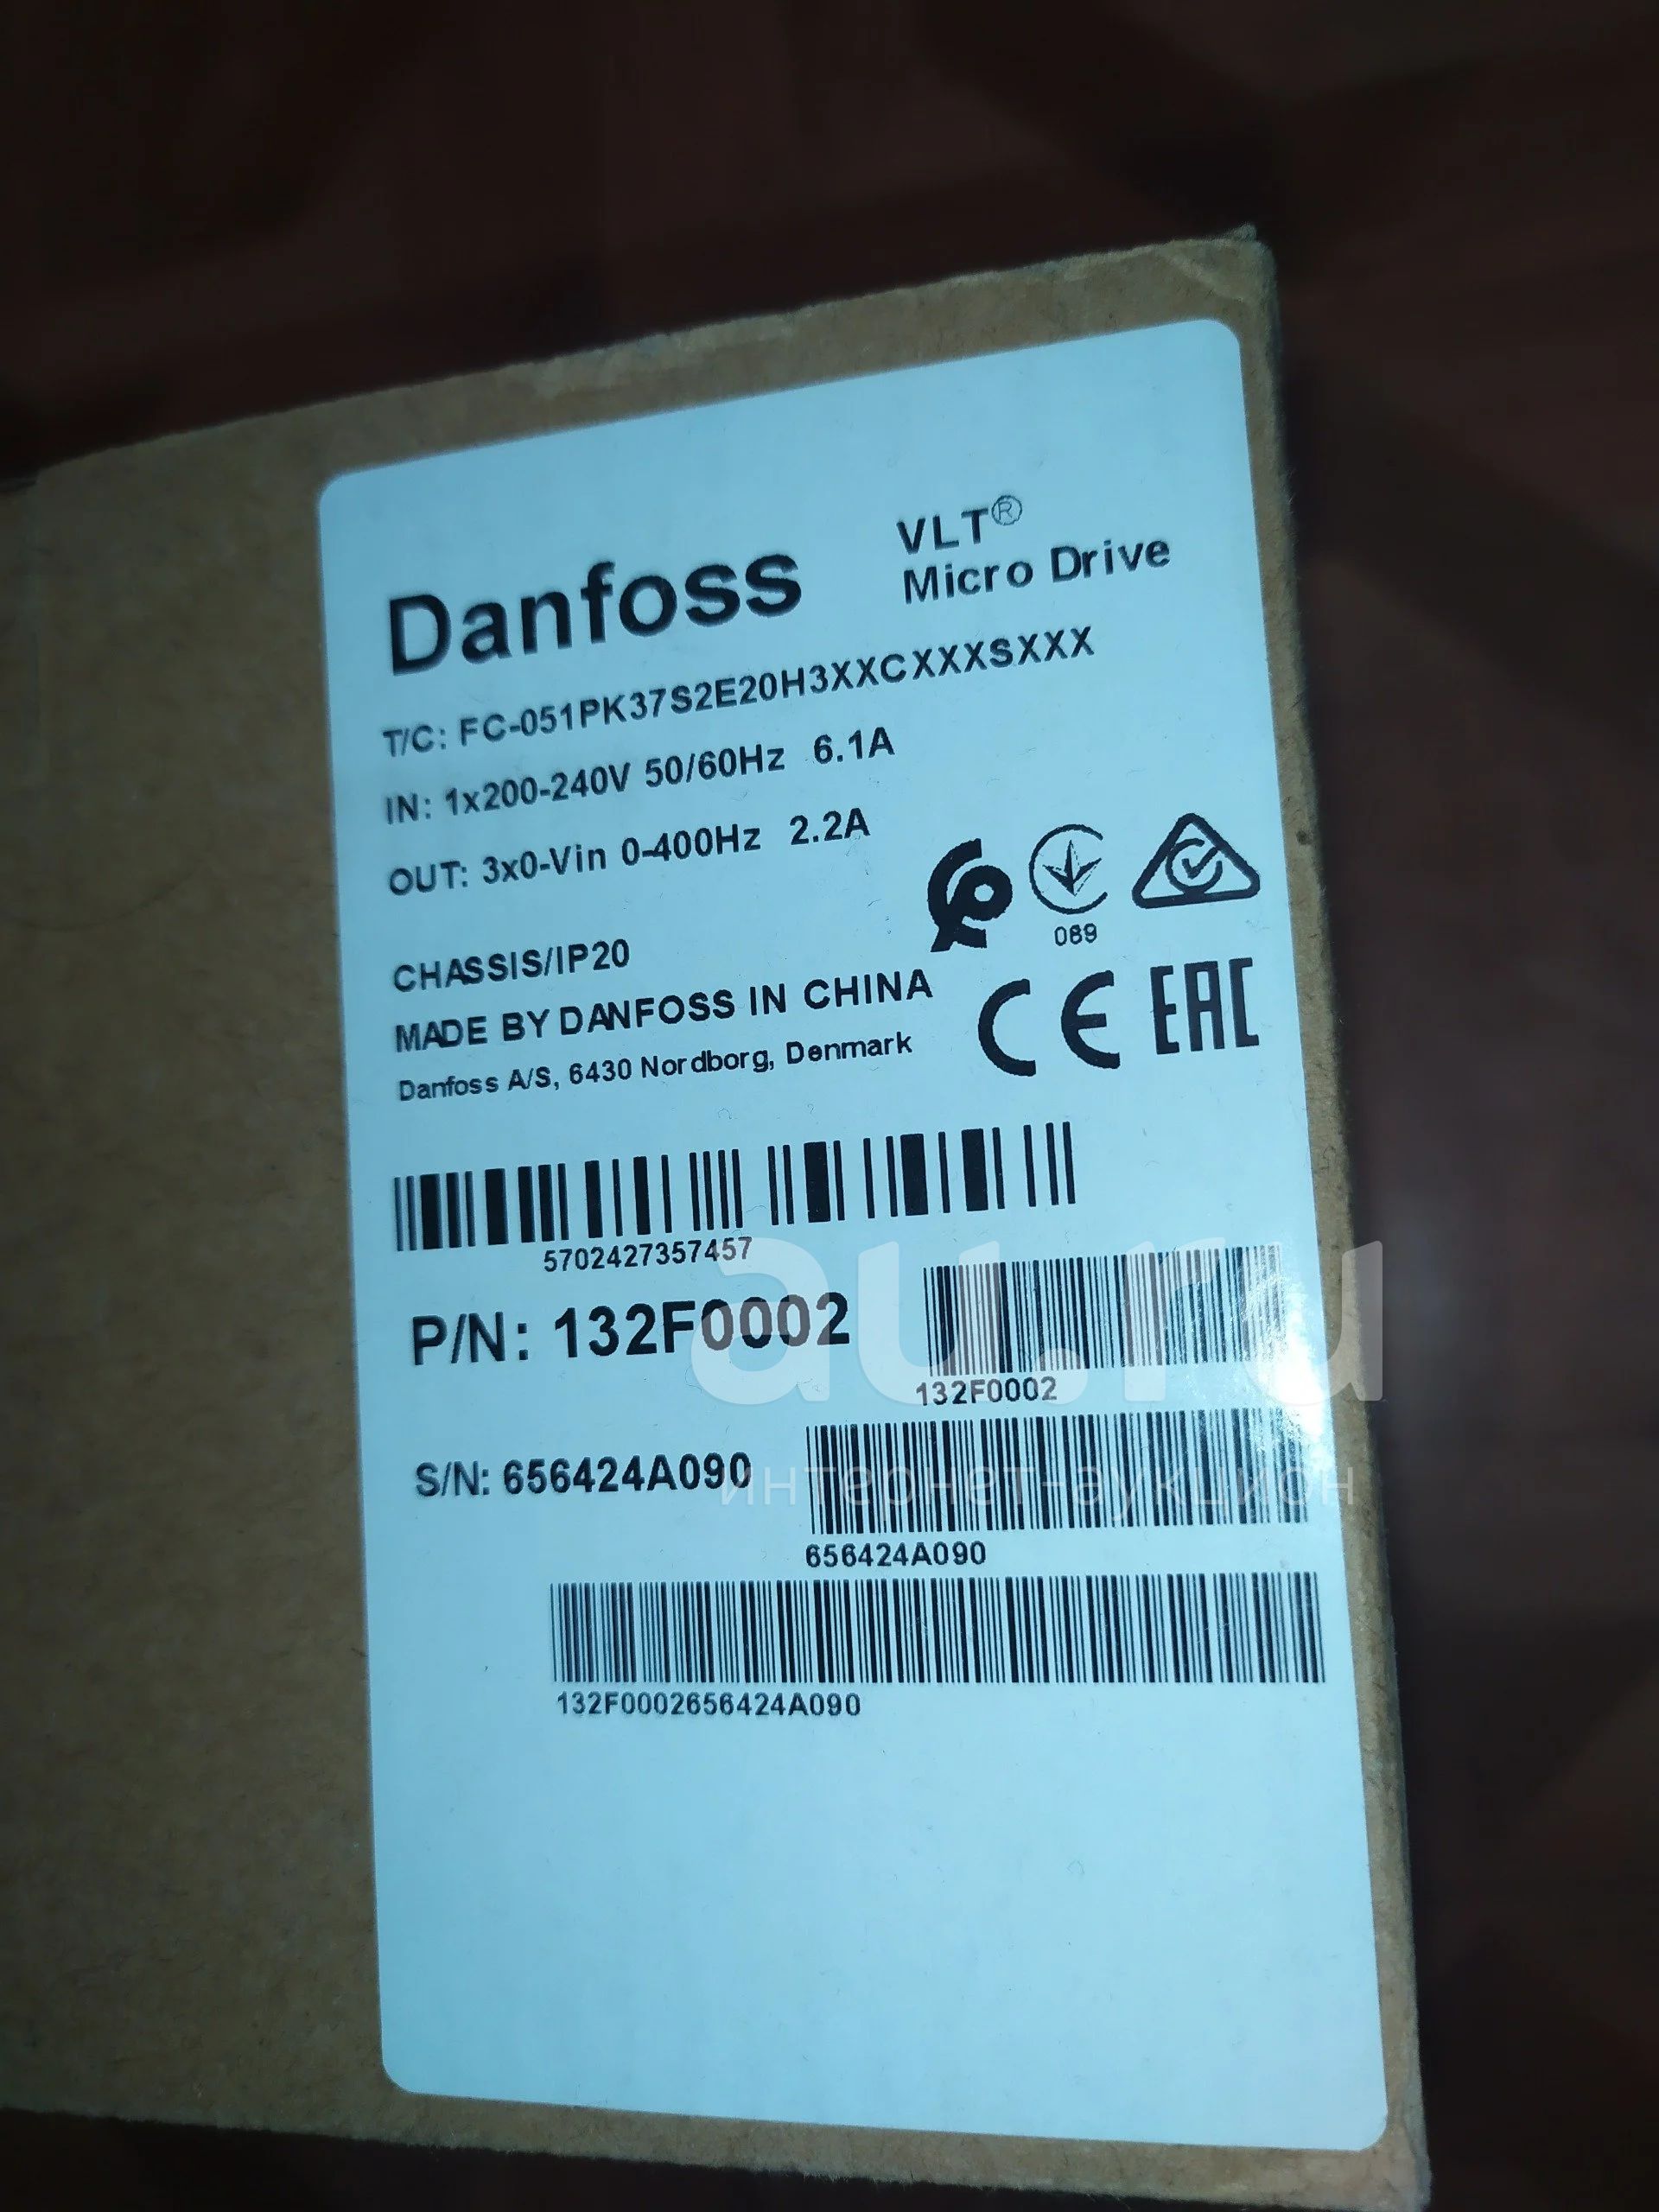 Danfoss
VLT®
Micro Drive
T/C: FC-051PK37S2E20H3XXCXXXSXXX
IN: 1x200-240V 50/60Hz 6.1A
OUT: 3x0-Vin 0-400Hz 2.2A
089
CHASSIS/IP20
MADE BY DANFOSS IN CHINA
Danfoss A/S, 6430 Nordborg, Denmark
CE EAC
5702427357457
P/N: 132F0002
132F0002
S/N: 656424A090
656424A090
132F0002656424A090
au.ru
интернет-аукцион